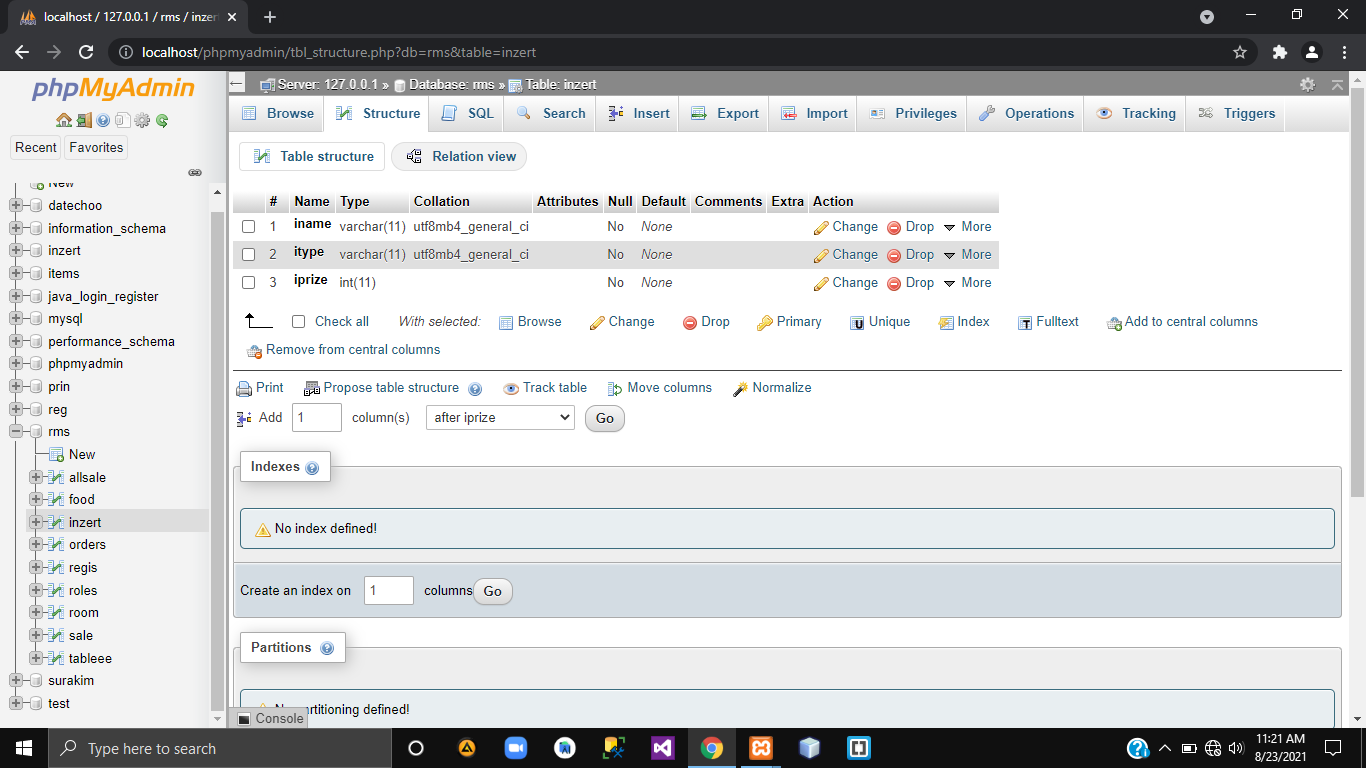 localhost / 127.0.0.1 / rms / inzer
localhost/phpmyadmin/tbl_structure.php?db=rms&table=inzert
phpMyAdmin
Recent Favorites
New
datechoo
information_schema
inzert
items
java_login_register
mysql
performance_schema
phpmyadmin
prin
reg
rms
New
allsale
food
inzert
orders
regis
roles
room
sale
tableee
surakim
test
Server: 127.0.0.1 » Database: rms » Table: inzert
Browse Structure SQL Search Insert Export Import Privileges Operations Tracking Triggers
Table structure Relation view
# Name Type Collation Attributes Null Default Comments Extra Action
1 iname varchar(11) utf8mb4_general_ci No None Change Drop More
2 itype varchar(11) utf8mb4_general_ci No None Change Drop More
3 iprize int(11) No None Change Drop More
Check all With selected: Browse Change Drop Primary Unique Index Fulltext Add to central columns
Remove from central columns
Print Propose table structure Track table Move columns Normalize
Add 1 column(s) after iprize Go
Indexes
No index defined!
Create an index on 1 columns Go
Partitions
partitioning defined!
Console
Type here to search
11:21 AM
8/23/2021